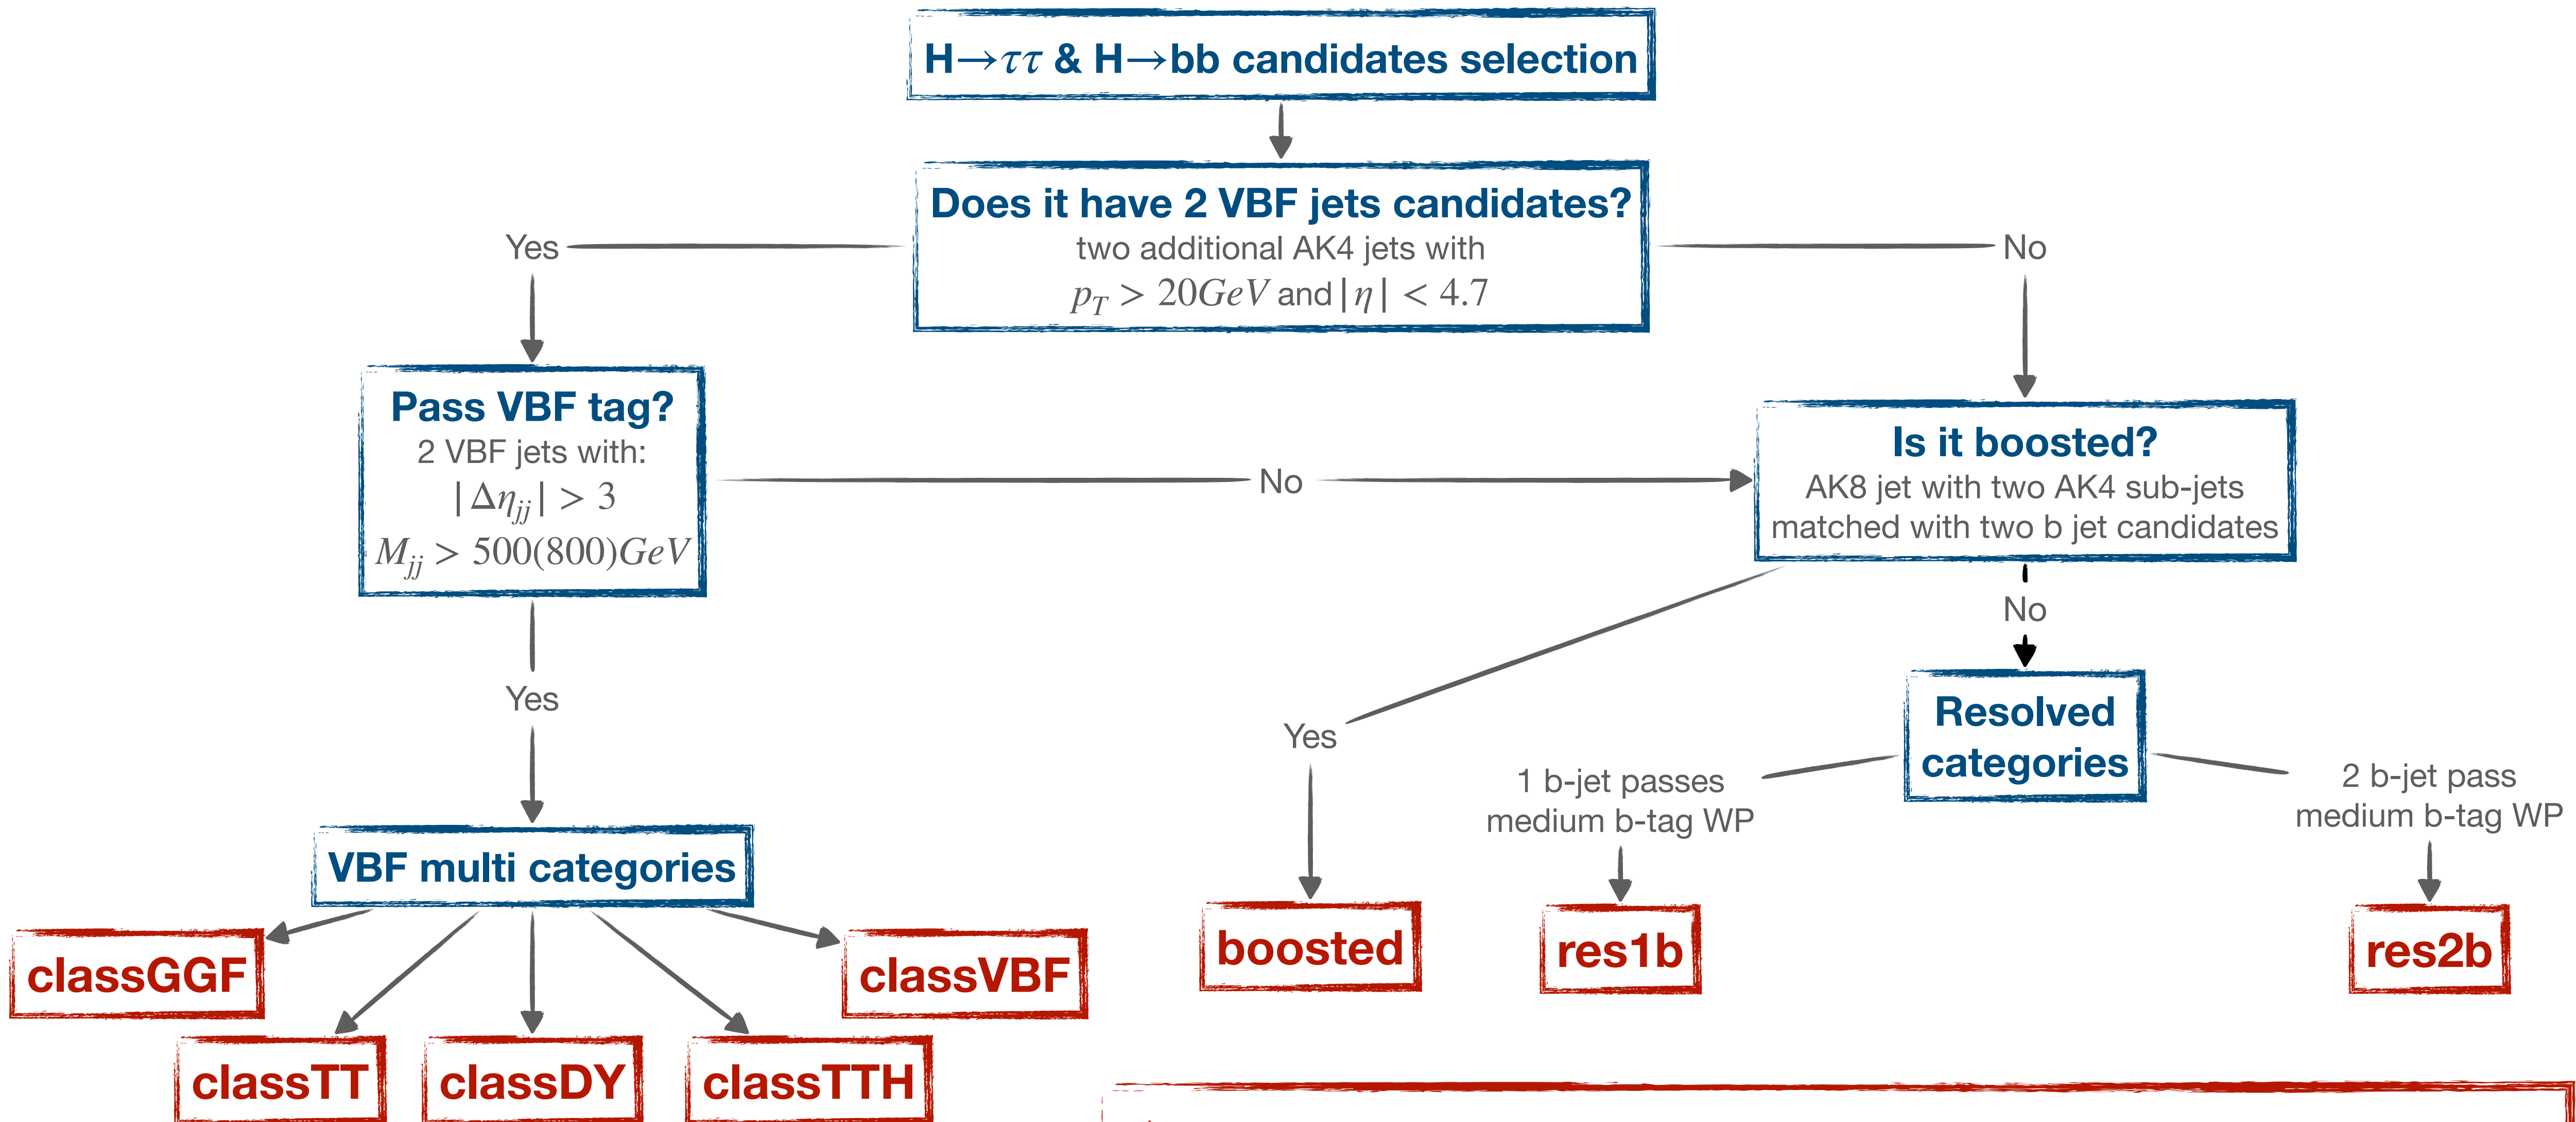 H→ττ & H→bb candidates selection
Does it have 2 VBF jets candidates?
two additional AK4 jets with
p_T > 20GeV and |η| < 4.7
Yes
No
Pass VBF tag?
2 VBF jets with:
|Δη_jj| > 3
M_jj > 500(800)GeV
No
Is it boosted?
AK8 jet with two AK4 sub-jets
matched with two b jet candidates
Yes
No
Yes
Resolved
categories
1 b-jet passes
medium b-tag WP
2 b-jet pass
medium b-tag WP
VBF multi categories
boosted
res1b
res2b
classGGF
classVBF
classTT
classDY
classTTH